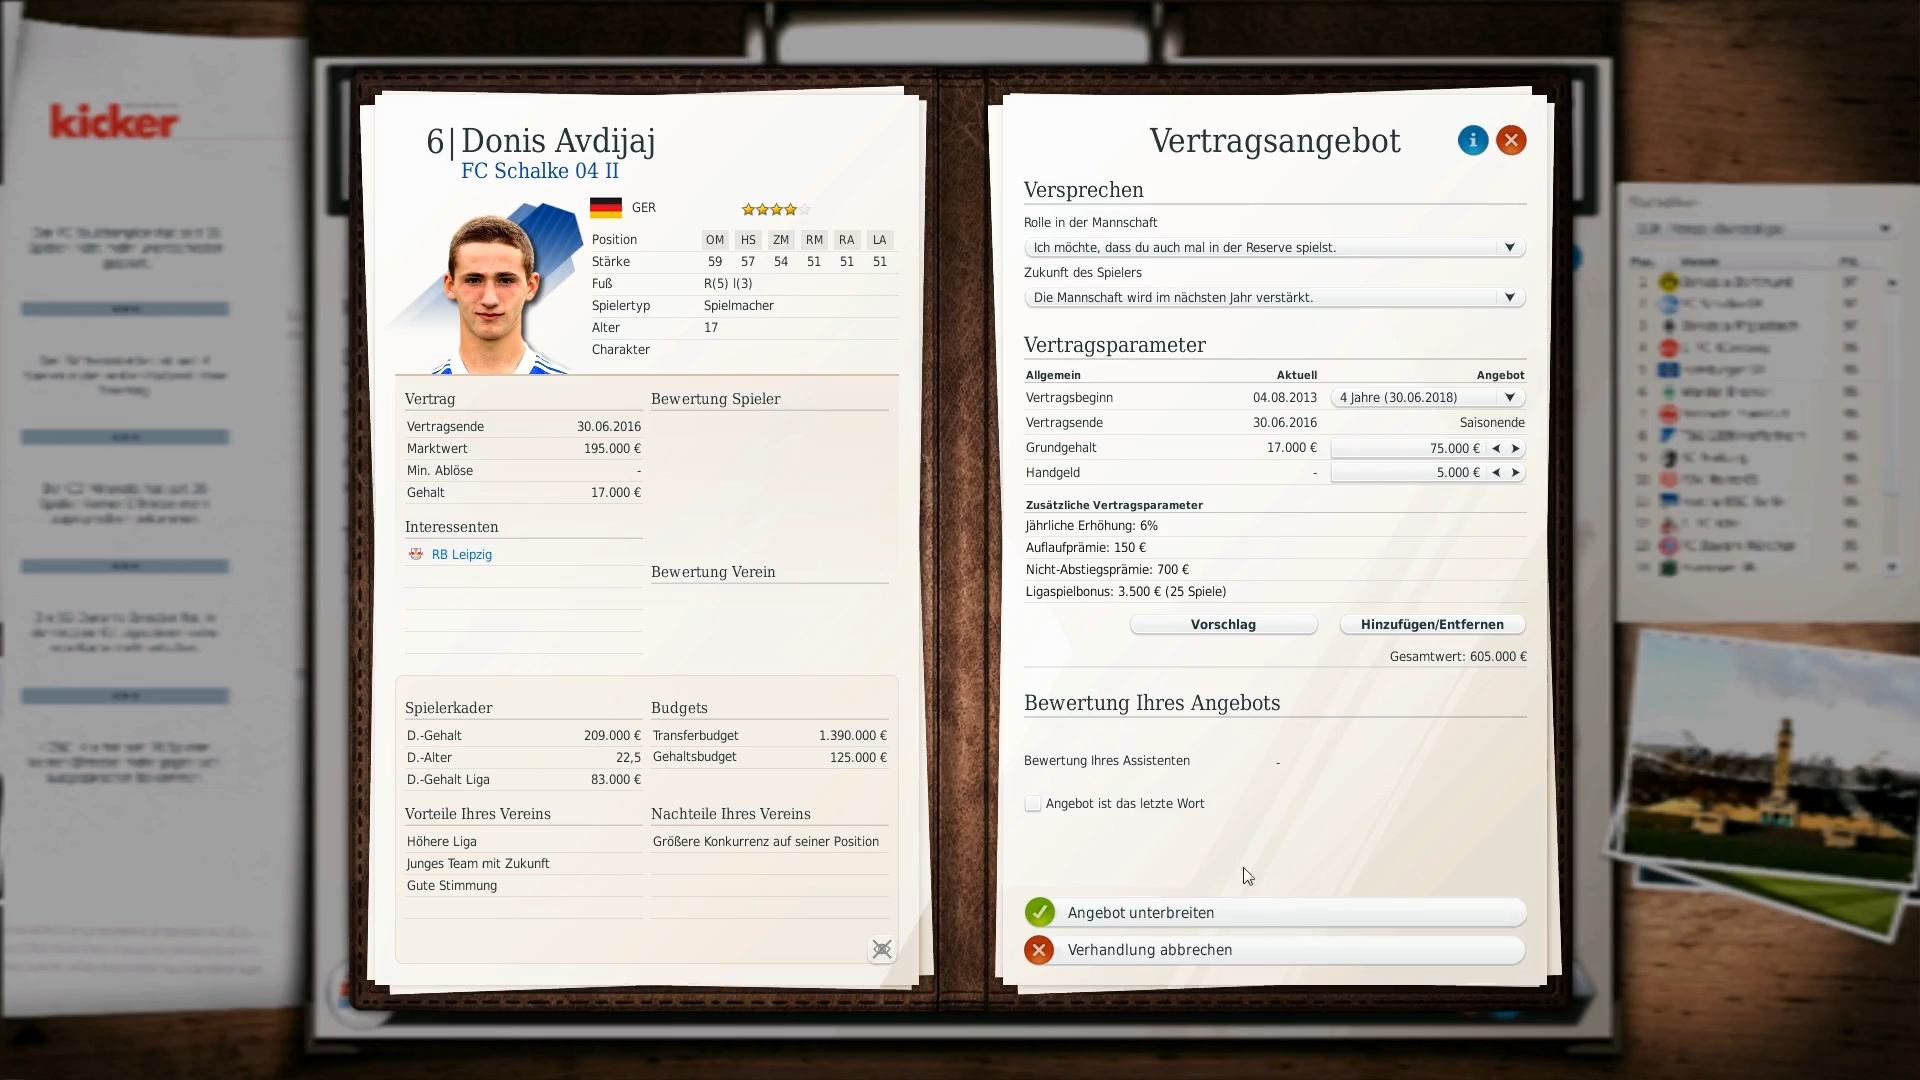 kicker
6| Donis Avdijaj
FC Schalke 04 II
GER
Position OM HS ZM RM RA LA
Stärke 59 57 54 51 51 51
Fuß R(5) l(3)
Spielertyp Spielmacher
Alter 17
Charakter
Vertrag
Vertragsende 30.06.2016
Marktwert 195.000 €
Min. Ablöse -
Gehalt 17.000 €
Interessenten
RB Leipzig
Bewertung Spieler
Bewertung Verein
Spielerkader
D.-Gehalt 209.000 €
D.-Alter 22,5
D.-Gehalt Liga 83.000 €
Budgets
Transferbudget 1.390.000 €
Gehaltsbudget 125.000 €
Vorteile Ihres Vereins
Höhere Liga
Junges Team mit Zukunft
Gute Stimmung
Nachteile Ihres Vereins
Größere Konkurrenz auf seiner Position
Vertragsangebot
Versprechen
Rolle in der Mannschaft
Ich möchte, dass du auch mal in der Reserve spielst.
Zukunft des Spielers
Die Mannschaft wird im nächsten Jahr verstärkt.
Vertragsparameter
Allgemein Aktuell Angebot
Vertragsbeginn 04.08.2013 4 Jahre (30.06.2018)
Vertragsende 30.06.2016 Saisonende
Grundgehalt 17.000 € 75.000 €
Handgeld - 5.000 €
Zusätzliche Vertragsparameter
Jährliche Erhöhung: 6%
Auflaufprämie: 150 €
Nicht-Abstiegsprämie: 700 €
Ligaspielbonus: 3.500 € (25 Spiele)
Vorschlag Hinzufügen/Entfernen
Gesamtwert: 605.000 €
Bewertung Ihres Angebots
Bewertung Ihres Assistenten -
Angebot ist das letzte Wort
Angebot unterbreiten
Verhandlung abbrechen